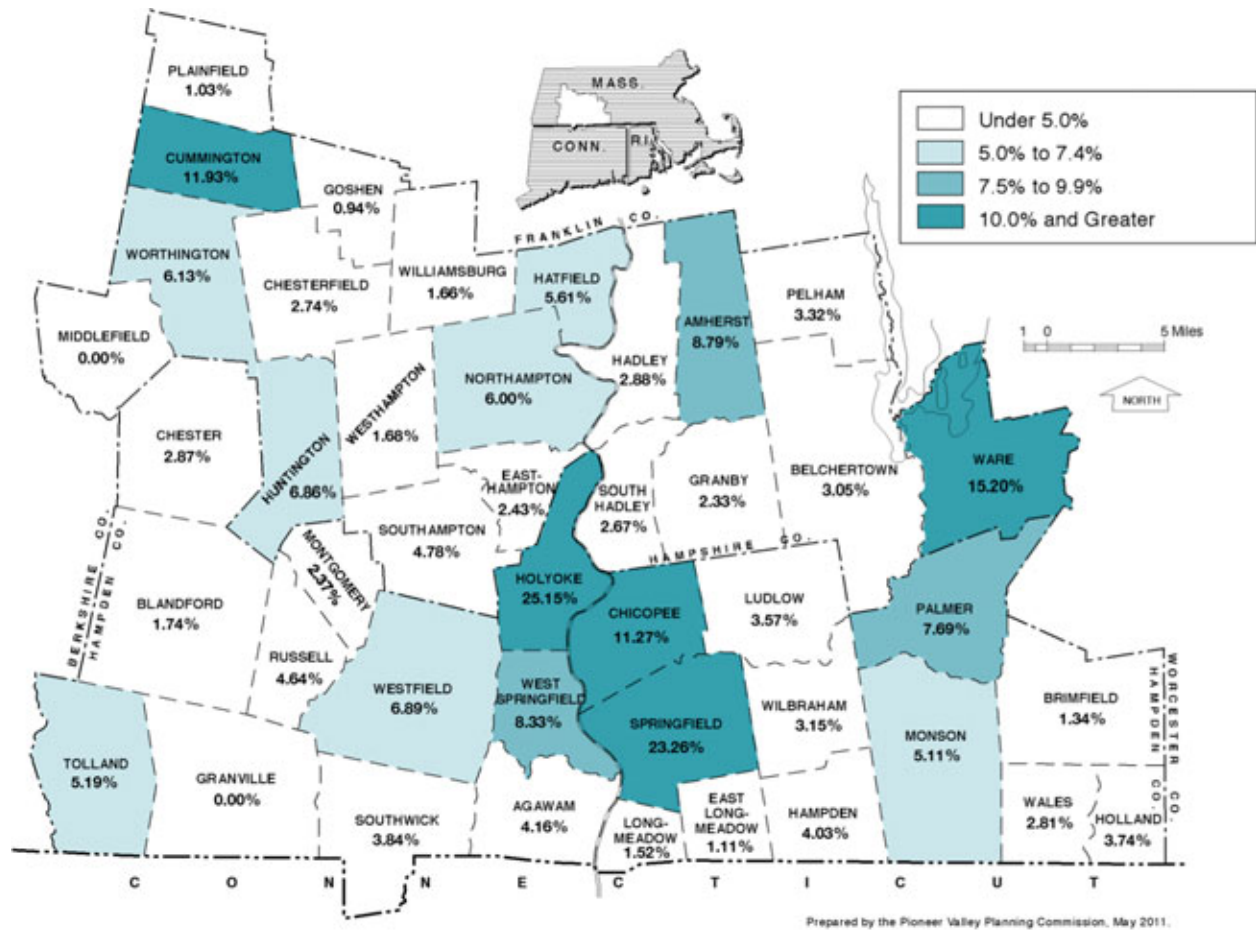 PLAINFIELD
1.03%
CUMMINGTON
11.93%
GOSHEN
0.94%
WORTHINGTON
6.13%
CHESTERFIELD
2.74%
WILLIAMSBURG
1.66%
MIDDLEFIELD
0.00%
MASS.
CONN.
R.I.
Under 5.0%
5.0% to 7.4%
7.5% to 9.9%
10.0% and Greater
FRANKLIN CO.
HATFIELD
5.61%
AMHERST
8.79%
PELHAM
3.32%
1 0 5 Miles
NORTH
HADLEY
2.88%
NORTHAMPTON
6.00%
WESTHAMPTON
1.68%
CHESTER
2.87%
HUNTINGTON
6.86%
EAST-
HAMPTON
2.43%
SOUTH
HADLEY
2.67%
GRANBY
2.33%
BELCHERTOWN
3.05%
WARE
15.20%
SOUTHAMPTON
4.78%
MONTGOMERY
2.37%
HAMPSHIRE CO.
BERKSHIRE CO.
HAMPDEN CO.
BLANDFORD
1.74%
RUSSELL
4.64%
HOLYOKE
25.15%
CHICOPEE
11.27%
LUDLOW
3.57%
PALMER
7.69%
WESTFIELD
6.89%
WEST
SPRINGFIELD
8.33%
SPRINGFIELD
23.26%
WILBRAHAM
3.15%
MONSON
5.11%
BRIMFIELD
1.34%
WORCESTER CO.
HAMPDEN CO.
TOLLAND
5.19%
GRANVILLE
0.00%
SOUTHWICK
3.84%
AGAWAM
4.16%
LONG-
MEADOW
1.52%
EAST
LONG-
MEADOW
1.11%
HAMPDEN
4.03%
WALES
2.81%
HOLLAND
3.74%
CONNECTICUT
Prepared by the Pioneer Valley Planning Commission, May 2011.